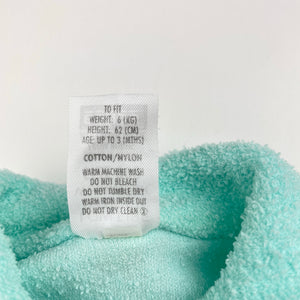 TO FIT
WEIGHT: 6 (KG)
HEIGHT: 62 (CM)
AGE: UP TO 3 (MTHS)
COTTON/NYLON
WARM MACHINE WASH
DO NOT BLEACH
DO NOT TUMBLE DRY
WARM IRON INSIDE OUT
DO NOT DRY CLEAN